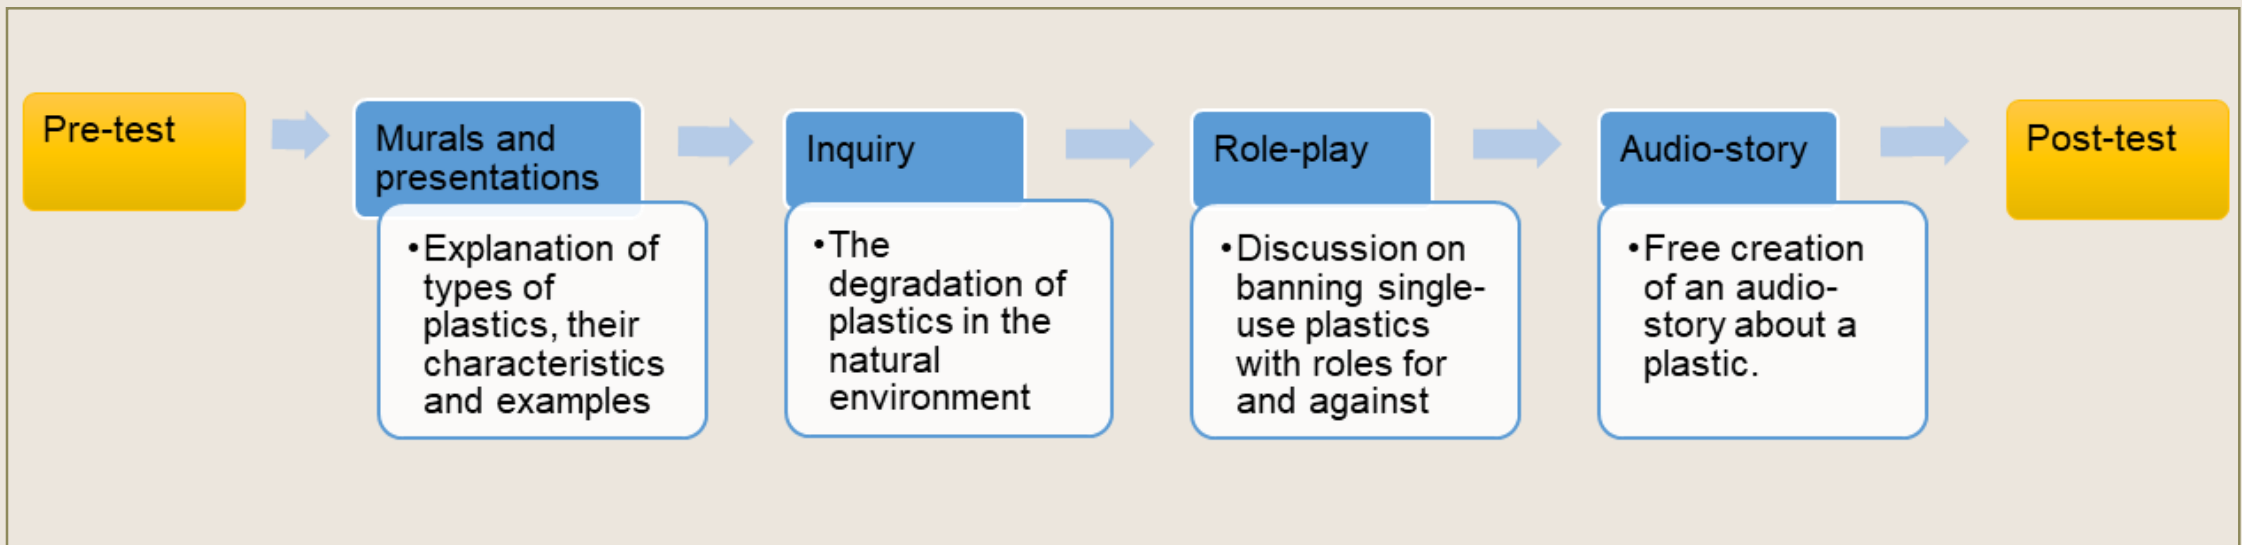 Pre-test
Murals and
presentations
•Explanation of
types of
plastics, their
characteristics
and examples
Inquiry
•The
degradation of
plastics in the
natural
environment
Role-play
•Discussion on
banning single-
use plastics
with roles for
and against
Audio-story
•Free creation
of an audio-
story about a
plastic.
Post-test